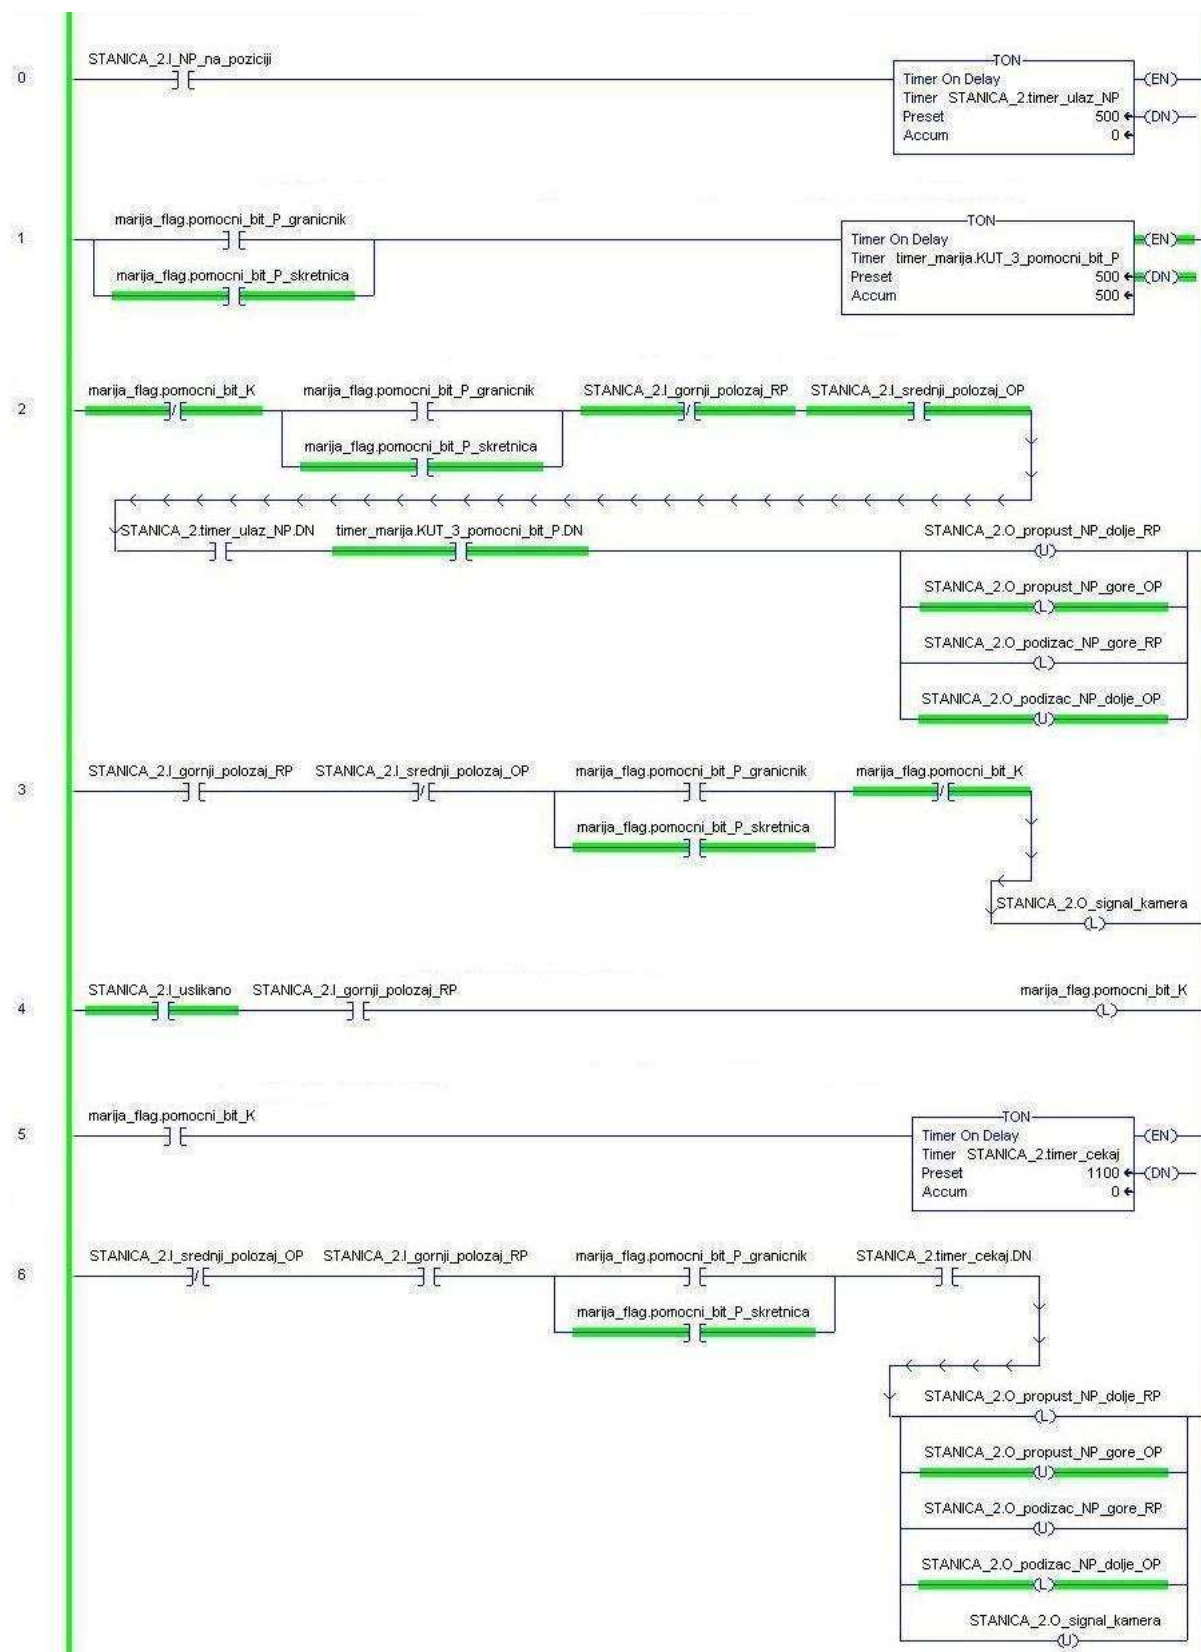 0
STANICA_2.I_NP_na_poziciji
TON
Timer On Delay
Timer STANICA_2.timer_ulaz_NP
Preset 500
Accum 0
(EN)
(DN)
1
marija_flag.pomocni_bit_P_granicnik
marija_flag.pomocni_bit_P_skretnica
TON
Timer On Delay
Timer timer_marija.KUT_3_pomocni_bit_P
Preset 500
Accum 500
(EN)
(DN)
2
marija_flag.pomocni_bit_K
marija_flag.pomocni_bit_P_granicnik
STANICA_2.I_gornji_polozaj_RP
STANICA_2.I_srednji_polozaj_OP
marija_flag.pomocni_bit_P_skretnica
STANICA_2.timer_ulaz_NP.DN
timer_marija.KUT_3_pomocni_bit_P.DN
STANICA_2.O_propust_NP_dolje_RP
(U)
STANICA_2.O_propust_NP_gore_OP
(L)
STANICA_2.O_podizac_NP_gore_RP
(L)
STANICA_2.O_podizac_NP_dolje_OP
(U)
3
STANICA_2.I_gornji_polozaj_RP
STANICA_2.I_srednji_polozaj_OP
marija_flag.pomocni_bit_P_granicnik
marija_flag.pomocni_bit_K
marija_flag.pomocni_bit_P_skretnica
STANICA_2.O_signal_kamera
(L)
4
STANICA_2.I_uslikano
STANICA_2.I_gornji_polozaj_RP
marija_flag.pomocni_bit_K
(L)
5
marija_flag.pomocni_bit_K
TON
Timer On Delay
Timer STANICA_2.timer_cekaj
Preset 1100
Accum 0
(EN)
(DN)
6
STANICA_2.I_srednji_polozaj_OP
STANICA_2.I_gornji_polozaj_RP
marija_flag.pomocni_bit_P_granicnik
STANICA_2.timer_cekaj.DN
marija_flag.pomocni_bit_P_skretnica
STANICA_2.O_propust_NP_dolje_RP
(L)
STANICA_2.O_propust_NP_gore_OP
(U)
STANICA_2.O_podizac_NP_gore_RP
(U)
STANICA_2.O_podizac_NP_dolje_OP
(L)
STANICA_2.O_signal_kamera
(U)